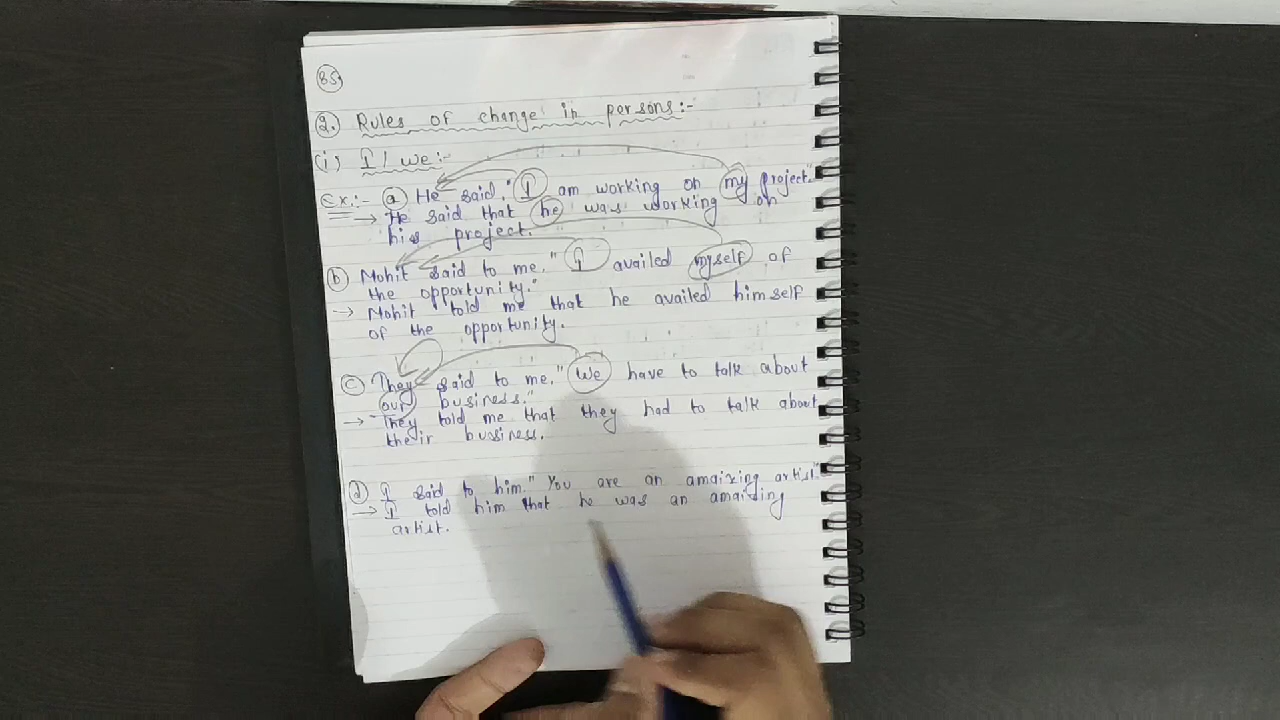 85
2. Rules of change in persons:-
(i) I / we:-
Ex.:- (a) He said, "I am working on my project."
→ He said that he was working on
his project.
(b) Mohit said to me, "I availed myself of
the opportunity."
→ Mohit told me that he availed himself
of the opportunity.
(c) They said to me, "We have to talk about
our business."
→ They told me that they had to talk about
their business.
(d) I said to him, "You are an amaizing artist."
→ I told him that he was an amaizing
artist.